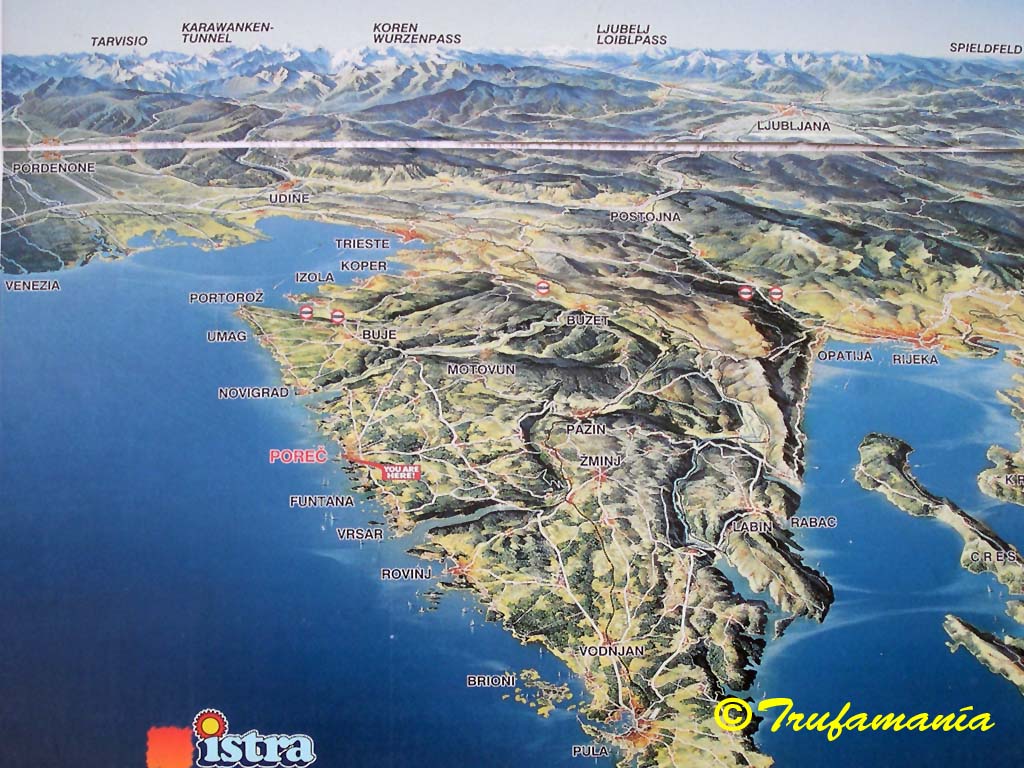 TARVISIO
KARAWANKEN-
TUNNEL
KOREN
WURZENPASS
LJUBELJ
LOIBLPASS
SPIELDFELD
LJUBLJANA
PORDENONE
UDINE
POSTOJNA
TRIESTE
KOPER
IZOLA
VENEZIA
PORTOROŽ
UMAG
BUJE
BUZET
OPATIJA
RIJEKA
MOTOVUN
NOVIGRAD
PAZIN
POREČ
YOU ARE
HERE!
ŽMINJ
KR
FUNTANA
VRSAR
LABIN
RABAC
CRES
ROVINJ
VODNJAN
BRIONI
PULA
istra
© Trufamanía